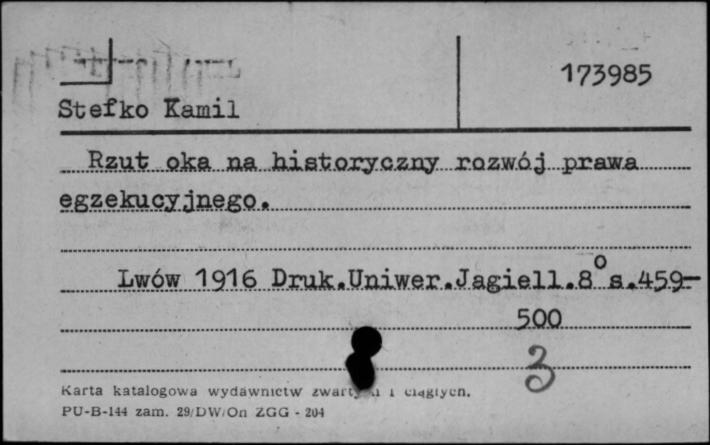 173985
Stefko Kamil
Rzut oka na historyczny rozwój prawa
egzekucyjnego.
Lwów 1916 Druk.Uniwer.Jagiell.8° s.459-
500
3
Karta katalogowa wydawnictw i ciągłych.
PU-B-144 zam. 29/DW/On ZGG - 204